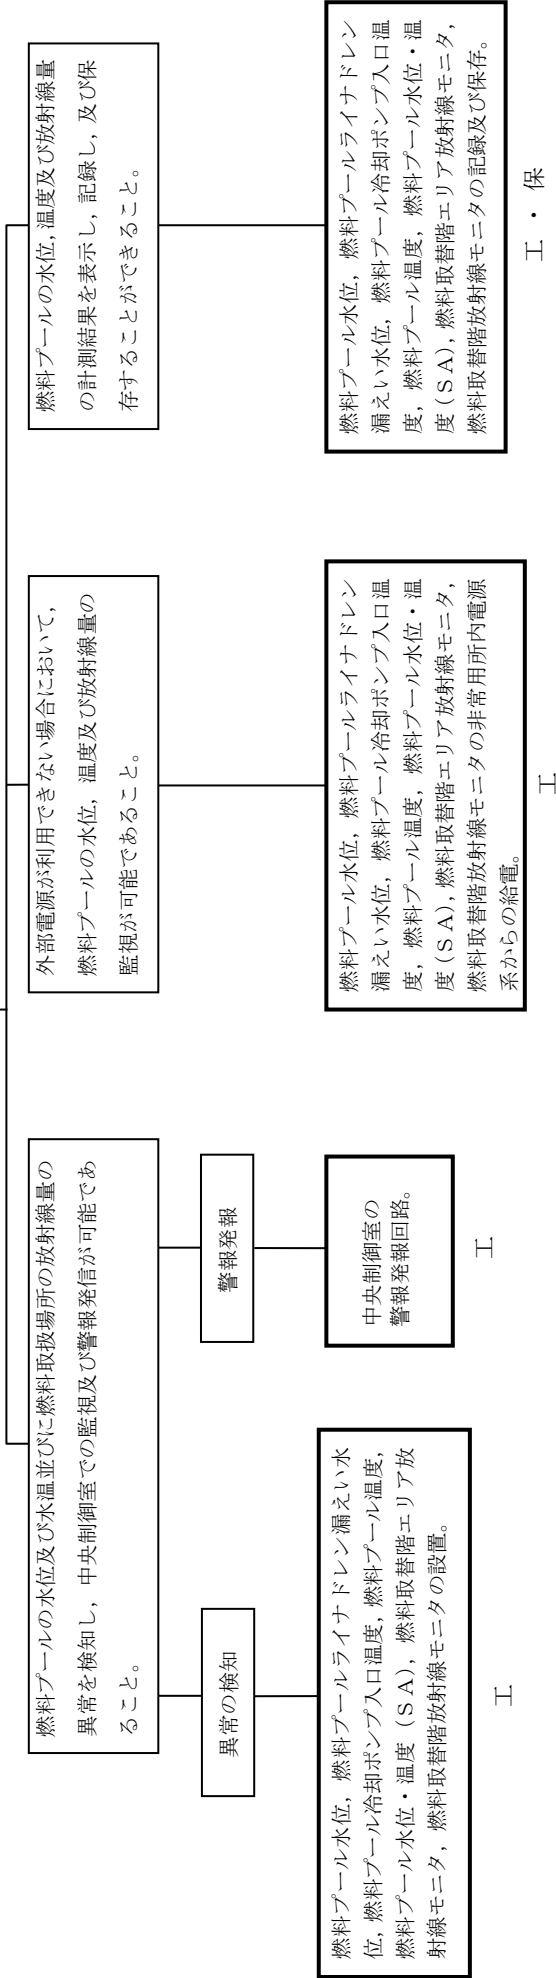 燃料プールの水位及び水温並びに燃料取扱場所の放射線量の
異常を検知し，中央制御室での監視及び警報発信が可能であ
ること。
異常の検知
燃料プール水位，燃料プールライナドレン漏えい水
位，燃料プール冷却ポンプ入口温度，燃料プール温度，
燃料プール水位・温度（ＳＡ），燃料取替階エリア放
射線モニタ，燃料取替階放射線モニタの設置。
工
警報発報
中央制御室の
警報発報回路。
工
外部電源が利用できない場合において，
燃料プールの水位，温度及び放射線量の
監視が可能であること。
燃料プール水位，燃料プールライナドレン
漏えい水位，燃料プール冷却ポンプ入口温
度，燃料プール温度，燃料プール水位・温
度（ＳＡ），燃料取替階エリア放射線モニタ，
燃料取替階放射線モニタの非常用所内電源
系からの給電。
工
燃料プールの水位，温度及び放射線量
の計測結果を表示し，記録し，及び保
存することができること。
燃料プール水位，燃料プールライナドレン
漏えい水位，燃料プール冷却ポンプ入口温
度，燃料プール温度，燃料プール水位・温
度（ＳＡ），燃料取替階エリア放射線モニタ，
燃料取替階放射線モニタの記録及び保存。
工・保